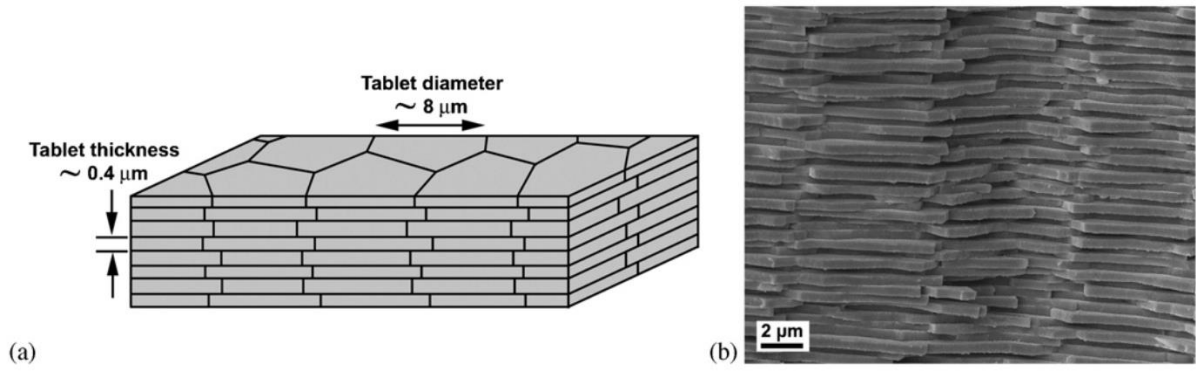 Tablet diameter
~ 8 μm
Tablet thickness
~ 0.4 μm
2 μm
(a)
(b)